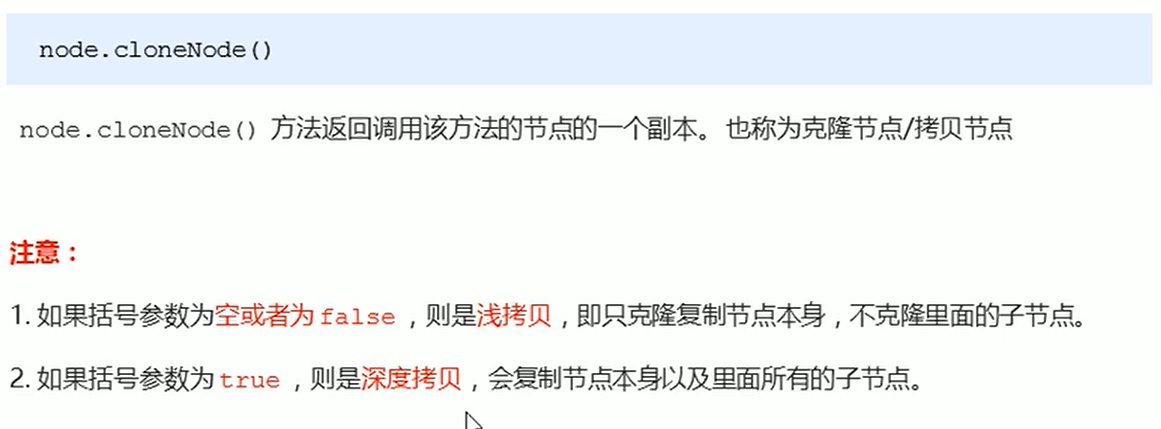 node.cloneNode()
node.cloneNode() 方法返回调用该方法的节点的一个副本。 也称为克隆节点/拷贝节点
注意：
1. 如果括号参数为空或者为 false ，则是浅拷贝，即只克隆复制节点本身，不克隆里面的子节点。
2. 如果括号参数为 true ，则是深度拷贝，会复制节点本身以及里面所有的子节点。